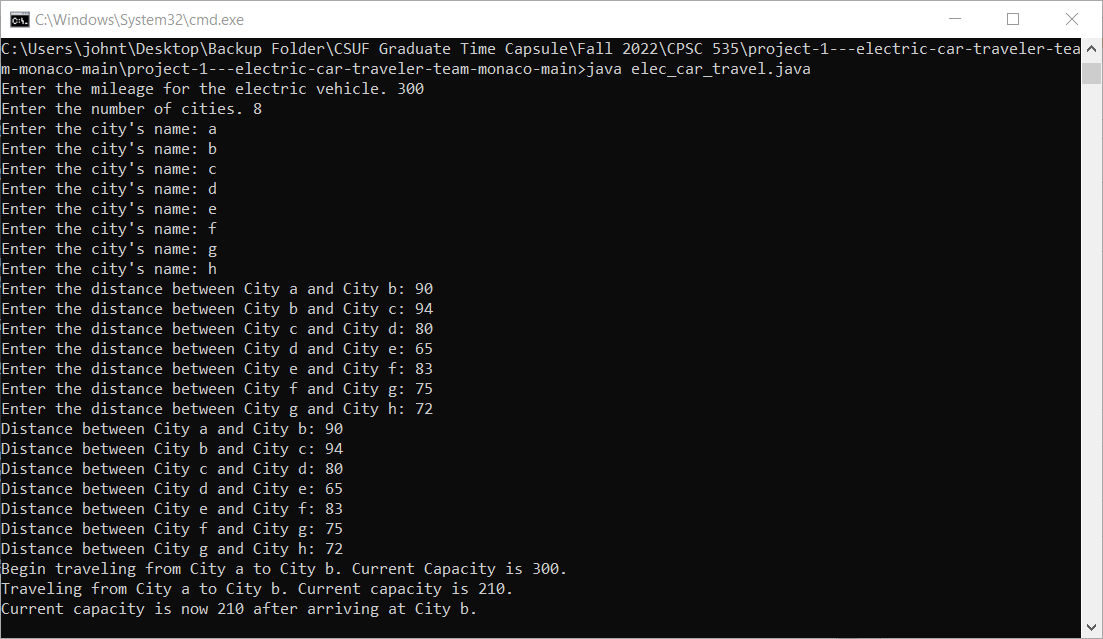 C:\Windows\System32\cmd.exe
C:\Users\johnt\Desktop\Backup Folder\CSUF Graduate Time Capsule\Fall 2022\CPSC 535\project-1---electric-car-traveler-tea
m-monaco-main\project-1---electric-car-traveler-team-monaco-main>java elec_car_travel.java
Enter the mileage for the electric vehicle. 300
Enter the number of cities. 8
Enter the city's name: a
Enter the city's name: b
Enter the city's name: c
Enter the city's name: d
Enter the city's name: e
Enter the city's name: f
Enter the city's name: g
Enter the city's name: h
Enter the distance between City a and City b: 90
Enter the distance between City b and City c: 94
Enter the distance between City c and City d: 80
Enter the distance between City d and City e: 65
Enter the distance between City e and City f: 83
Enter the distance between City f and City g: 75
Enter the distance between City g and City h: 72
Distance between City a and City b: 90
Distance between City b and City c: 94
Distance between City c and City d: 80
Distance between City d and City e: 65
Distance between City e and City f: 83
Distance between City f and City g: 75
Distance between City g and City h: 72
Begin traveling from City a to City b. Current Capacity is 300.
Traveling from City a to City b. Current capacity is 210.
Current capacity is now 210 after arriving at City b.